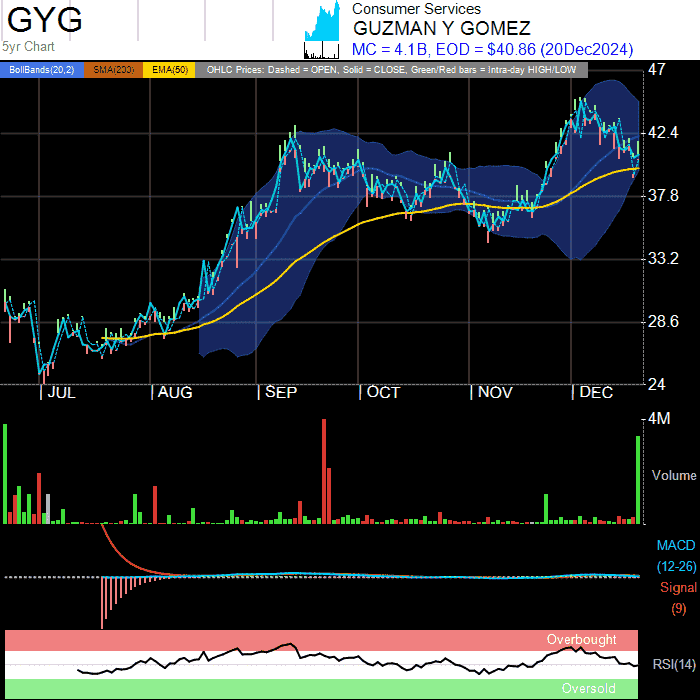 GYG
5yr Chart
Consumer Services
GUZMAN Y GOMEZ
MC = 4.1B, EOD = $40.86 (20Dec2024)
BollBands(20,2) SMA(200) EMA(50) OHLC Prices: Dashed = OPEN, Solid = CLOSE, Green/Red bars = Intra-day HIGH/LOW
47
42.4
37.8
33.2
28.6
24
JUL AUG SEP OCT NOV DEC
4M
Volume
MACD
(12-26)
Signal
(9)
Overbought
RSI(14)
Oversold